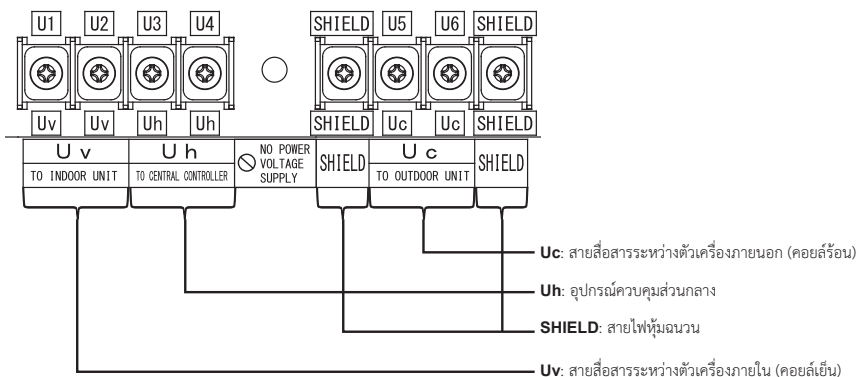 U1 U2 U3 U4 SHIELD U5 U6 SHIELD
Uv Uv Uh Uh SHIELD Uc Uc SHIELD
U v
TO INDOOR UNIT
U h
TO CENTRAL CONTROLLER
NO POWER
VOLTAGE
SUPPLY
SHIELD
U c
TO OUTDOOR UNIT
SHIELD
Uc: สายสื่อสารระหว่างตัวเครื่องภายนอก (คอยล์ร้อน)
Uh: อุปกรณ์ควบคุมส่วนกลาง
SHIELD: สายไฟหุ้มฉนวน
Uv: สายสื่อสารระหว่างตัวเครื่องภายใน (คอยล์เย็น)